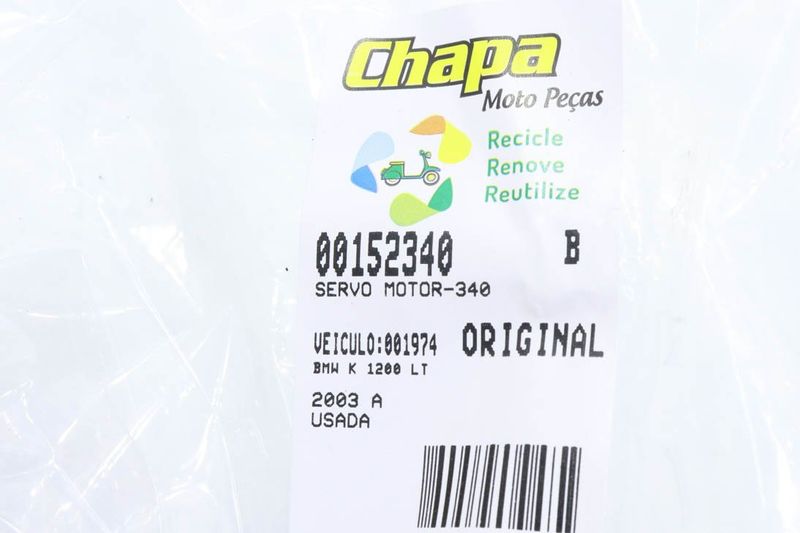 Chapa
Moto Peças
Recicle
Renove
Reutilize
00152340 B
SERVO MOTOR-340
VEICULO:001974 ORIGINAL
BMW K 1200 LT
2003 A
USADA